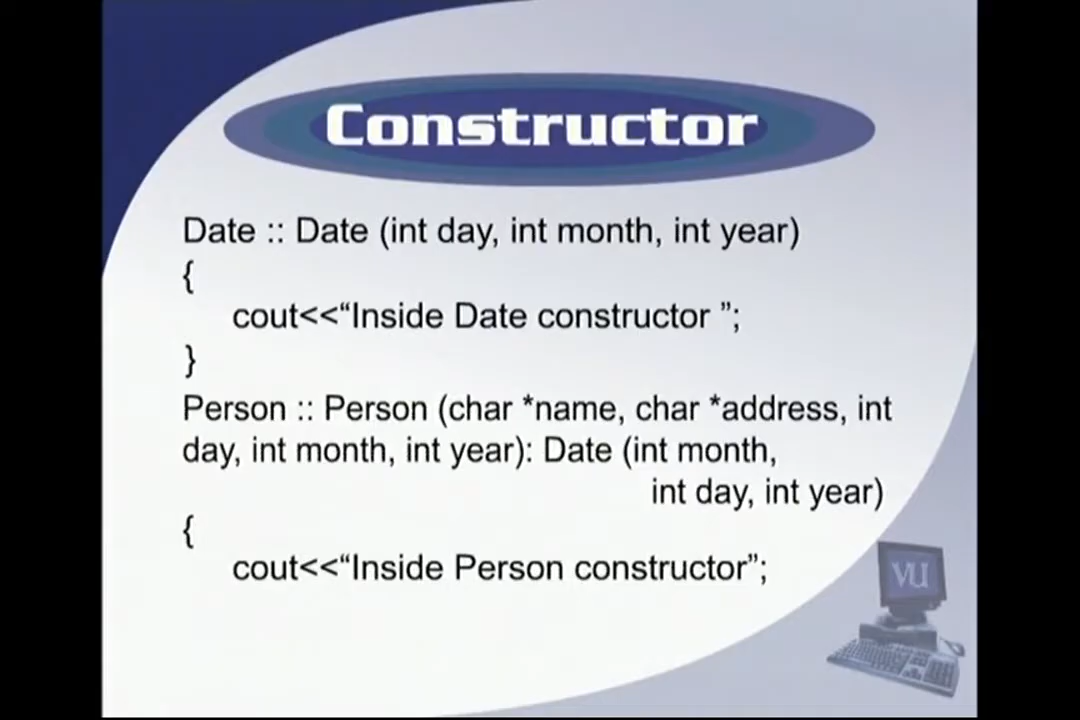 Constructor
Date :: Date (int day, int month, int year)
{
cout<<“Inside Date constructor ”;
}
Person :: Person (char *name, char *address, int
day, int month, int year): Date (int month,
int day, int year)
{
cout<<“Inside Person constructor”;
VU